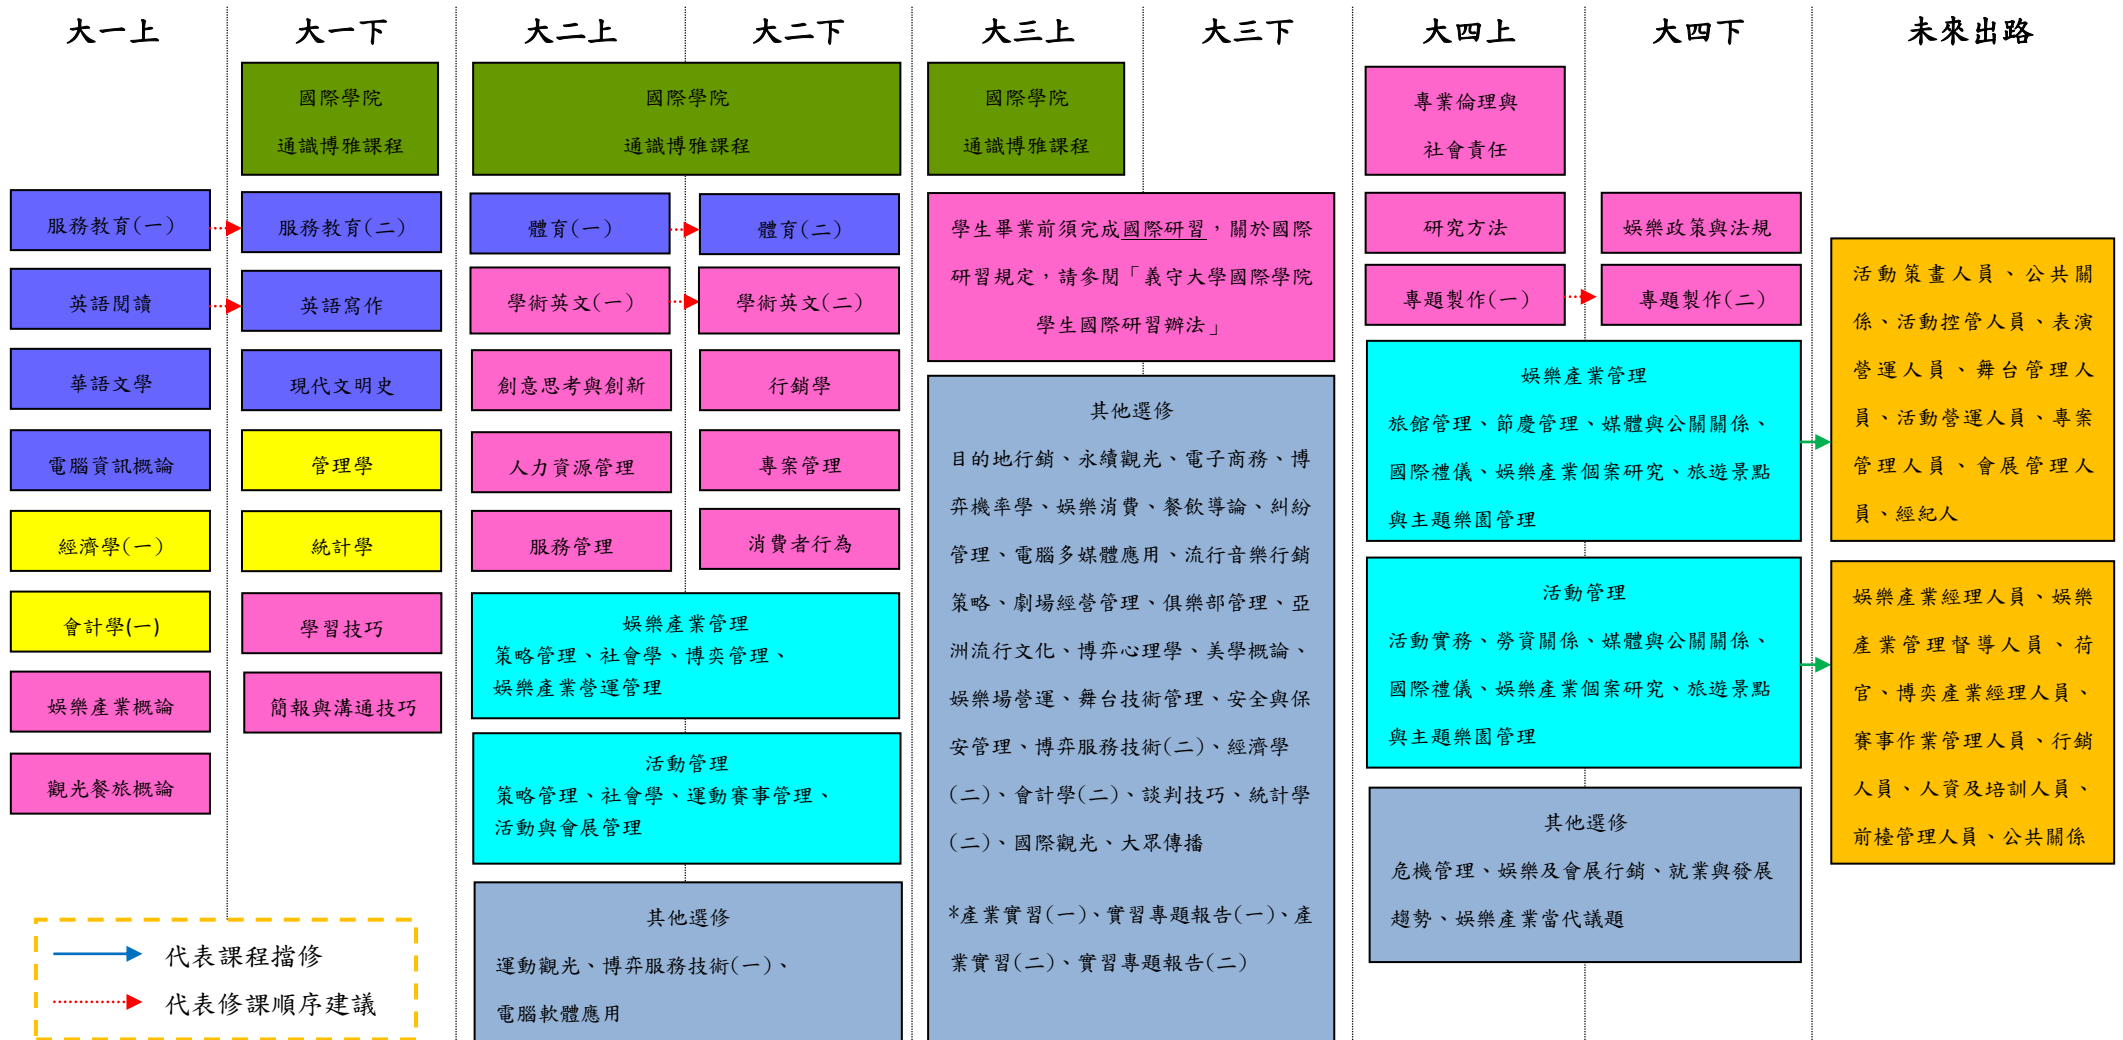 大一上
大一下
大二上
大二下
大三上
大三下
大四上
大四下
未來出路
國際學院
通識博雅課程
國際學院
通識博雅課程
國際學院
通識博雅課程
專業倫理與
社會責任
服務教育(一)
英語閱讀
華語文學
電腦資訊概論
經濟學(一)
會計學(一)
娛樂產業概論
觀光餐旅概論
服務教育(二)
英語寫作
現代文明史
管理學
統計學
學習技巧
簡報與溝通技巧
體育(一)
學術英文(一)
創意思考與創新
人力資源管理
服務管理
體育(二)
學術英文(二)
行銷學
專案管理
消費者行為
娛樂產業管理
策略管理、社會學、博奕管理、
娛樂產業營運管理
活動管理
策略管理、社會學、運動賽事管理、
活動與會展管理
其他選修
運動觀光、博弈服務技術(一)、
電腦軟體應用
學生畢業前須完成國際研習，關於國際
研習規定，請參閱「義守大學國際學院
學生國際研習辦法」
其他選修
目的地行銷、永續觀光、電子商務、博
弈機率學、娛樂消費、餐飲導論、糾紛
管理、電腦多媒體應用、流行音樂行銷
策略、劇場經營管理、俱樂部管理、亞
洲流行文化、博弈心理學、美學概論、
娛樂場營運、舞台技術管理、安全與保
安管理、博弈服務技術(二)、經濟學
(二)、會計學(二)、談判技巧、統計學
(二)、國際觀光、大眾傳播
*產業實習(一)、實習專題報告(一)、產
業實習(二)、實習專題報告(二)
研究方法
專題製作(一)
娛樂政策與法規
專題製作(二)
娛樂產業管理
旅館管理、節慶管理、媒體與公關關係、
國際禮儀、娛樂產業個案研究、旅遊景點
與主題樂園管理
活動管理
活動實務、勞資關係、媒體與公關關係、
國際禮儀、娛樂產業個案研究、旅遊景點
與主題樂園管理
其他選修
危機管理、娛樂及會展行銷、就業與發展
趨勢、娛樂產業當代議題
活動策畫人員、公共關
係、活動控管人員、表演
營運人員、舞台管理人
員、活動營運人員、專案
管理人員、會展管理人
員、經紀人
娛樂產業經理人員、娛樂
產業管理督導人員、荷
官、博奕產業經理人員、
賽事作業管理人員、行銷
人員、人資及培訓人員、
前檯管理人員、公共關係
代表課程擋修
代表修課順序建議